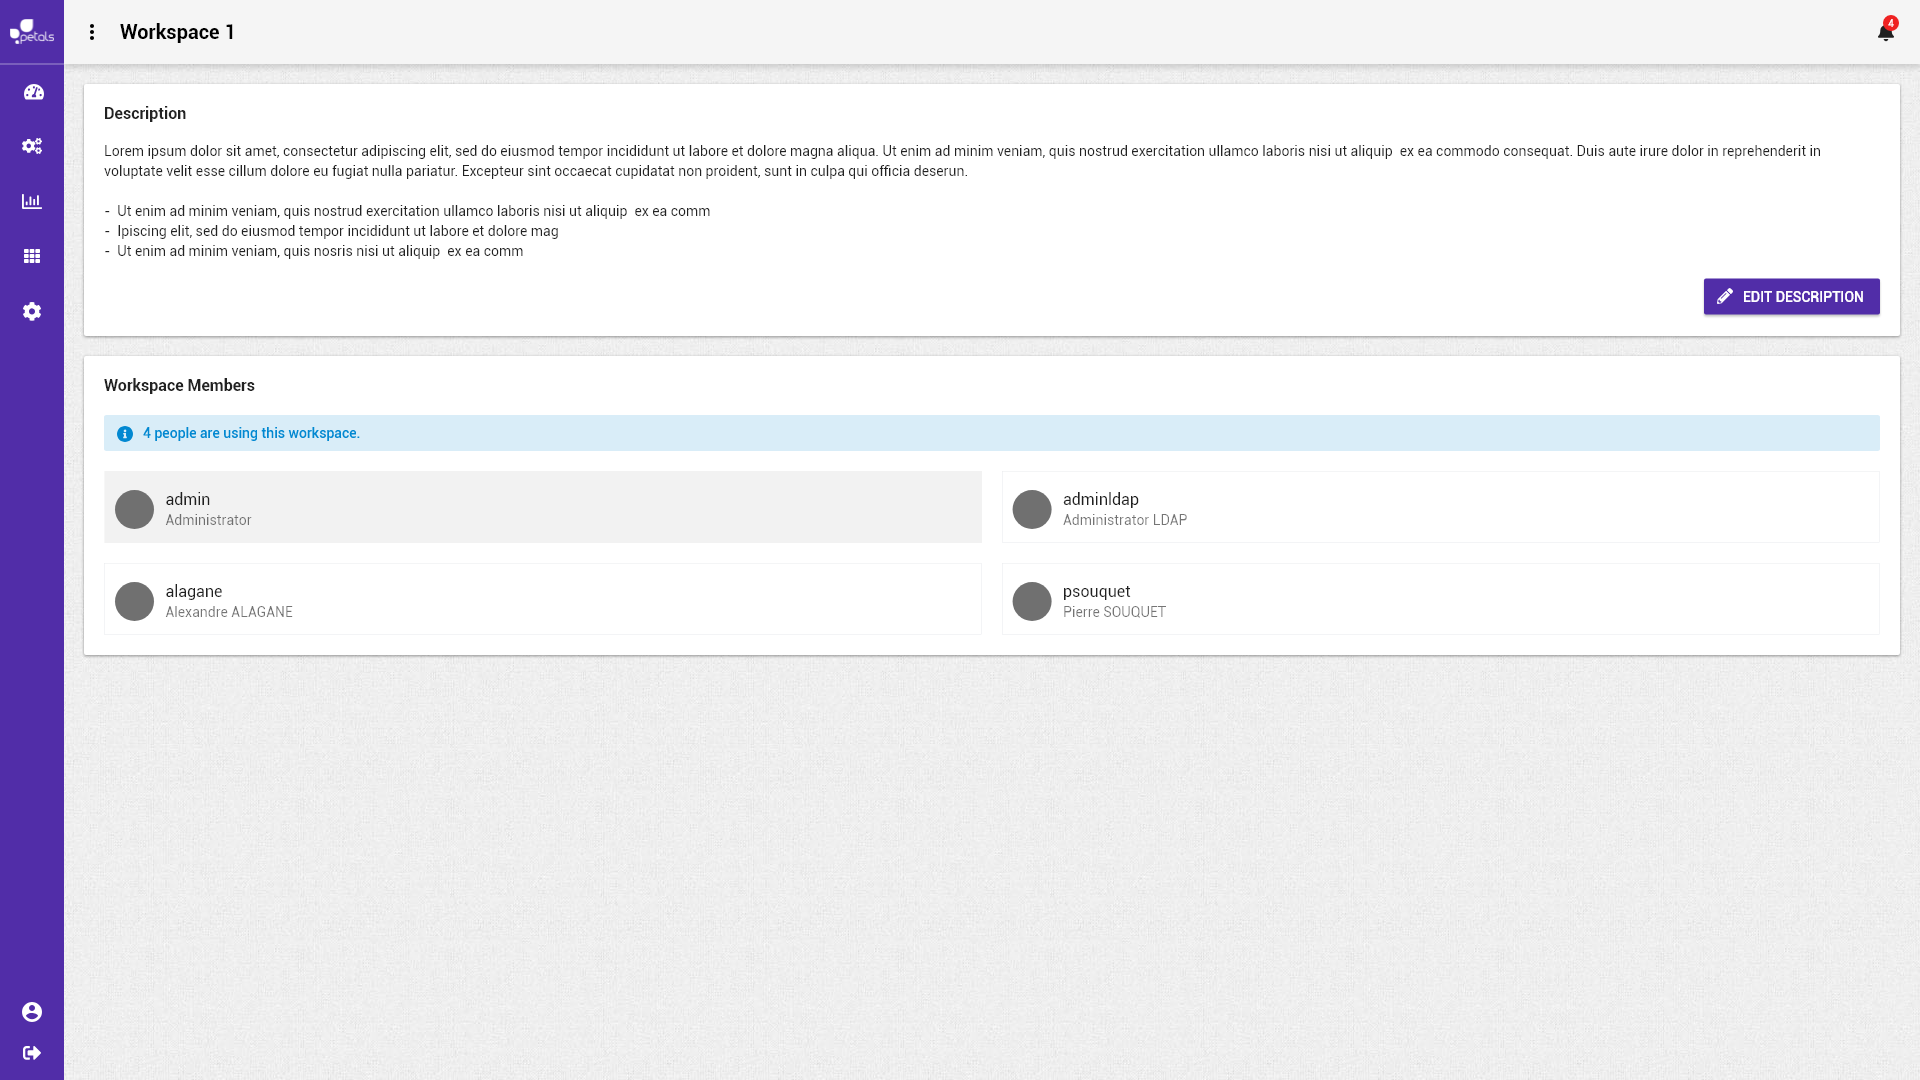 petals
Workspace 1
4
Description
Lorem ipsum dolor sit amet, consectetur adipiscing elit, sed do eiusmod tempor incididunt ut labore et dolore magna aliqua. Ut enim ad minim veniam, quis nostrud exercitation ullamco laboris nisi ut aliquip  ex ea commodo consequat. Duis aute irure dolor in reprehenderit in
voluptate velit esse cillum dolore eu fugiat nulla pariatur. Excepteur sint occaecat cupidatat non proident, sunt in culpa qui officia deserun.
-  Ut enim ad minim veniam, quis nostrud exercitation ullamco laboris nisi ut aliquip  ex ea comm
-  Ipiscing elit, sed do eiusmod tempor incididunt ut labore et dolore mag
-  Ut enim ad minim veniam, quis nosris nisi ut aliquip  ex ea comm
EDIT DESCRIPTION
Workspace Members
4 people are using this workspace.
admin
Administrator
adminldap
Administrator LDAP
alagane
Alexandre ALAGANE
psouquet
Pierre SOUQUET